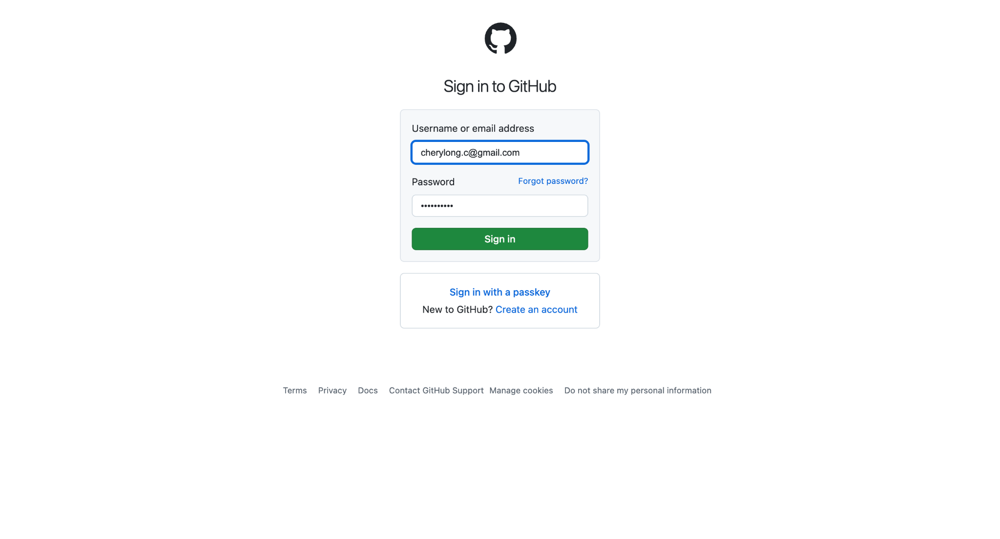 Sign in to GitHub
Username or email address
cherylong.c@gmail.com
Password
Forgot password?
••••••••••
Sign in
Sign in with a passkey
New to GitHub? Create an account
Terms Privacy Docs Contact GitHub Support Manage cookies Do not share my personal information